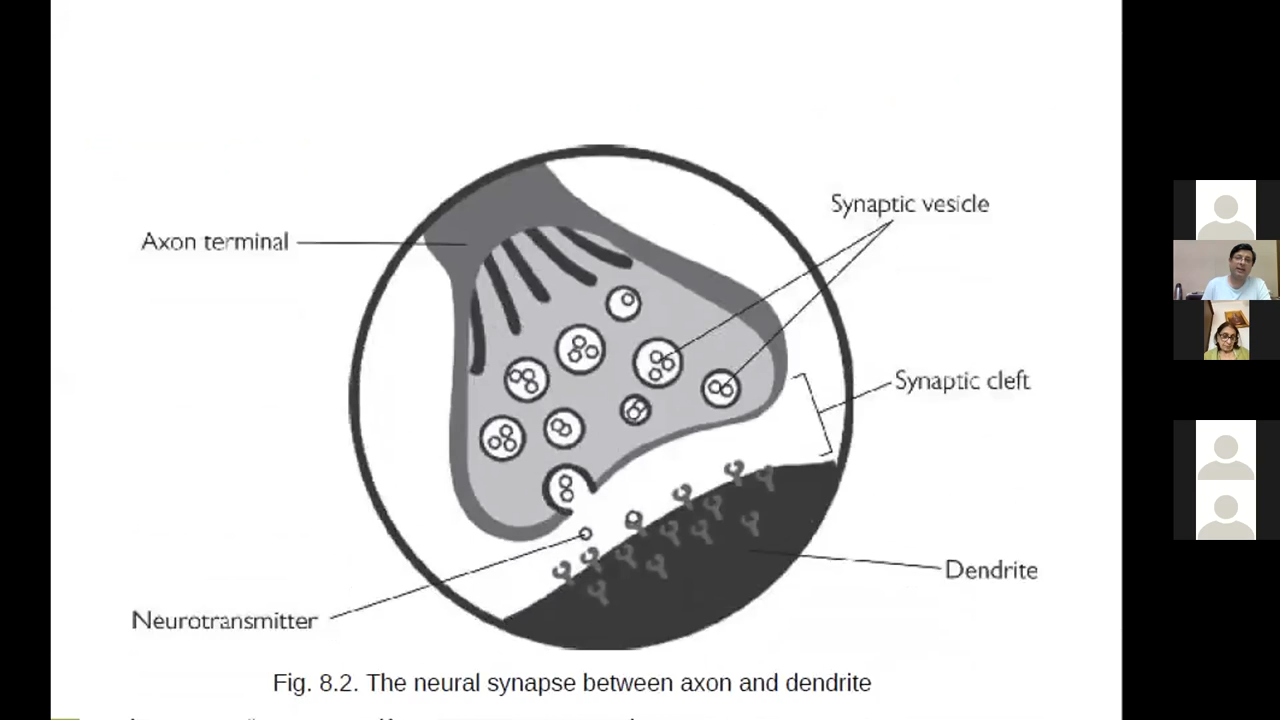 Synaptic vesicle
Axon terminal
Synaptic cleft
Dendrite
Neurotransmitter
Fig. 8.2. The neural synapse between axon and dendrite